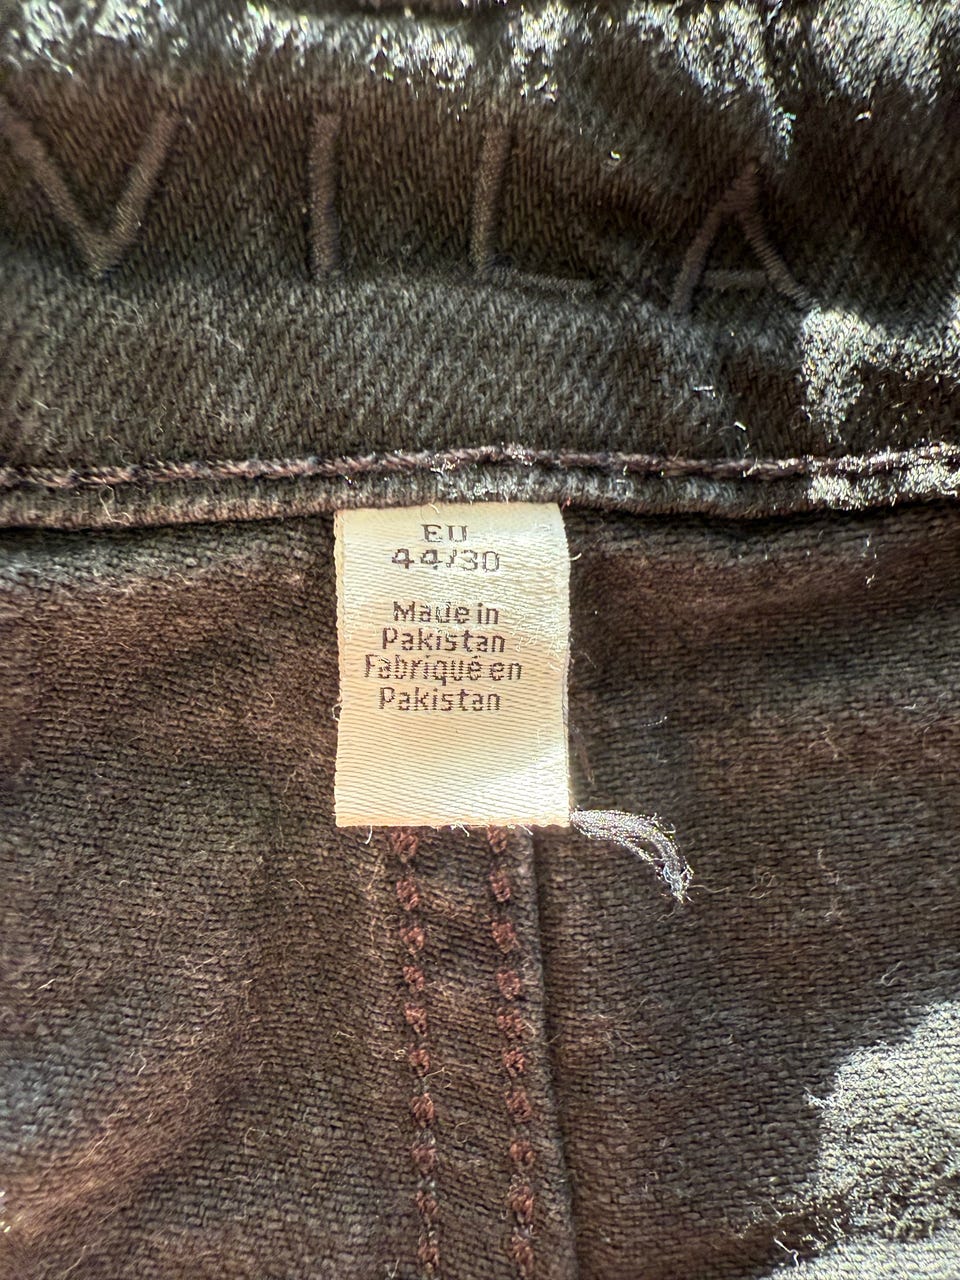 VILA
EU
44/30
Made in
Pakistan
Fabriqué en
Pakistan